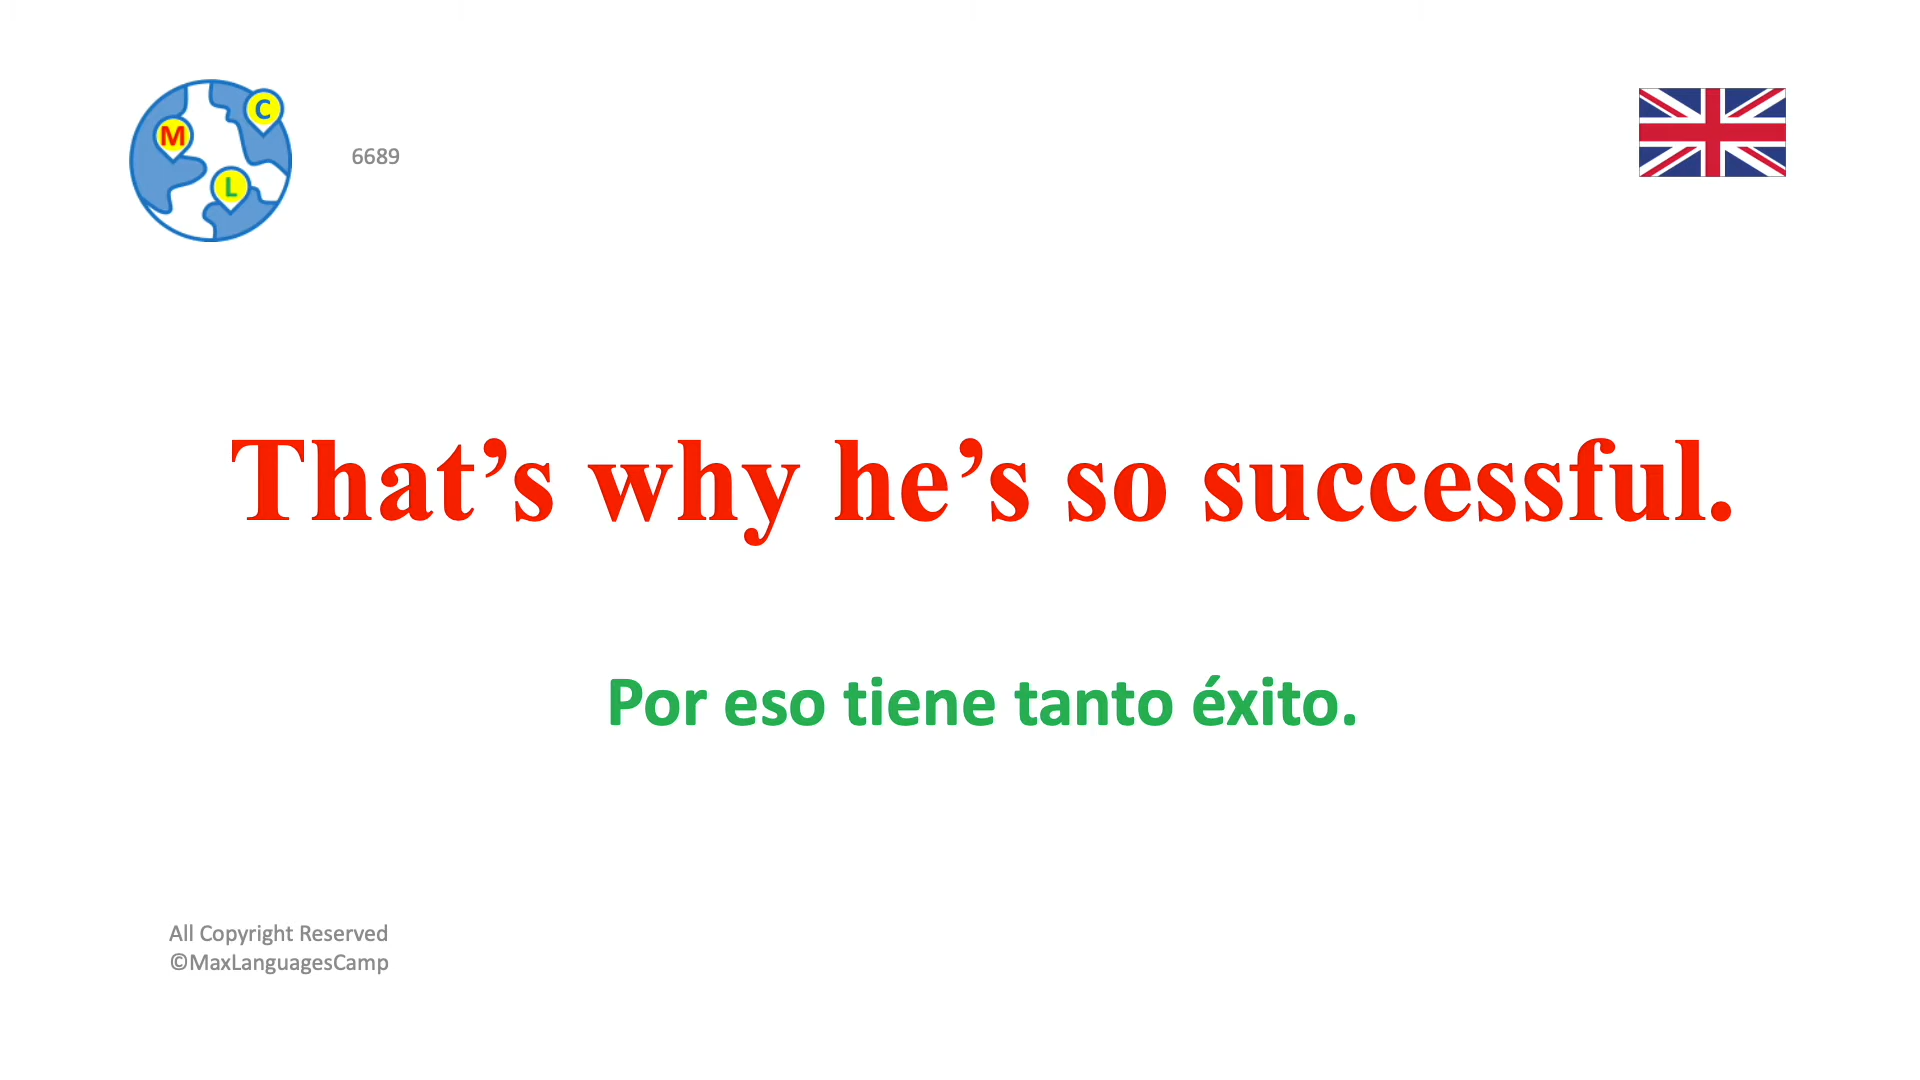 M
C
L
6689
That’s why he’s so successful.
Por eso tiene tanto éxito.
All Copyright Reserved
©MaxLanguagesCamp